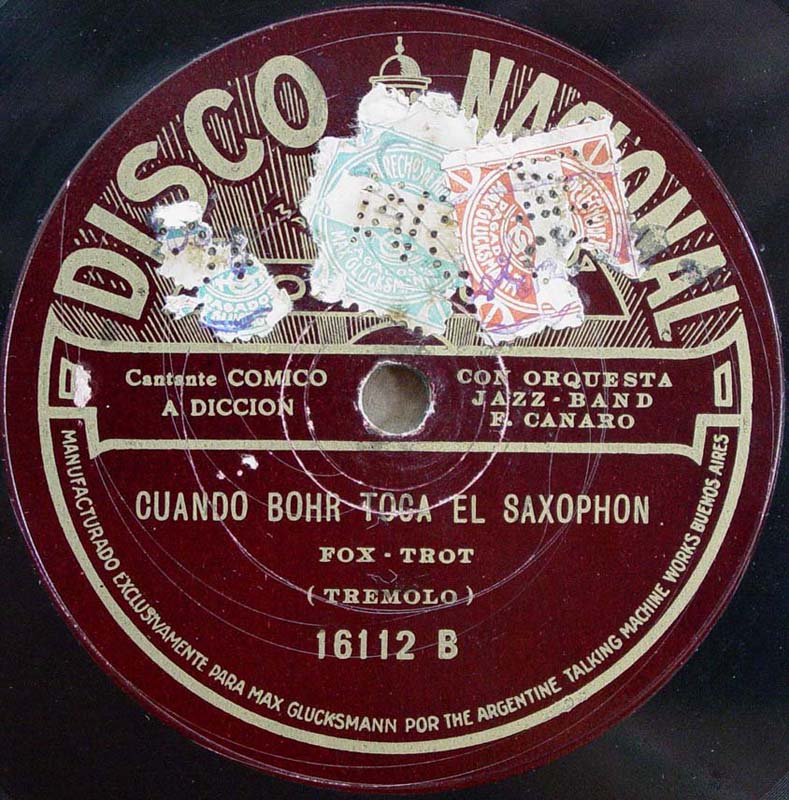 DISCO NACIONAL
Cantante COMICO
A DICCION
CON ORQUESTA
JAZZ-BAND
F. CANARO
CUANDO BOHR TOCA EL SAXOPHON
FOX-TROT
(TREMOLO)
16112 B
MANUFACTURADO EXCLUSIVAMENTE PARA MAX GLUCKSMANN POR THE ARGENTINE TALKING MACHINE WORKS BUENOS AIRES